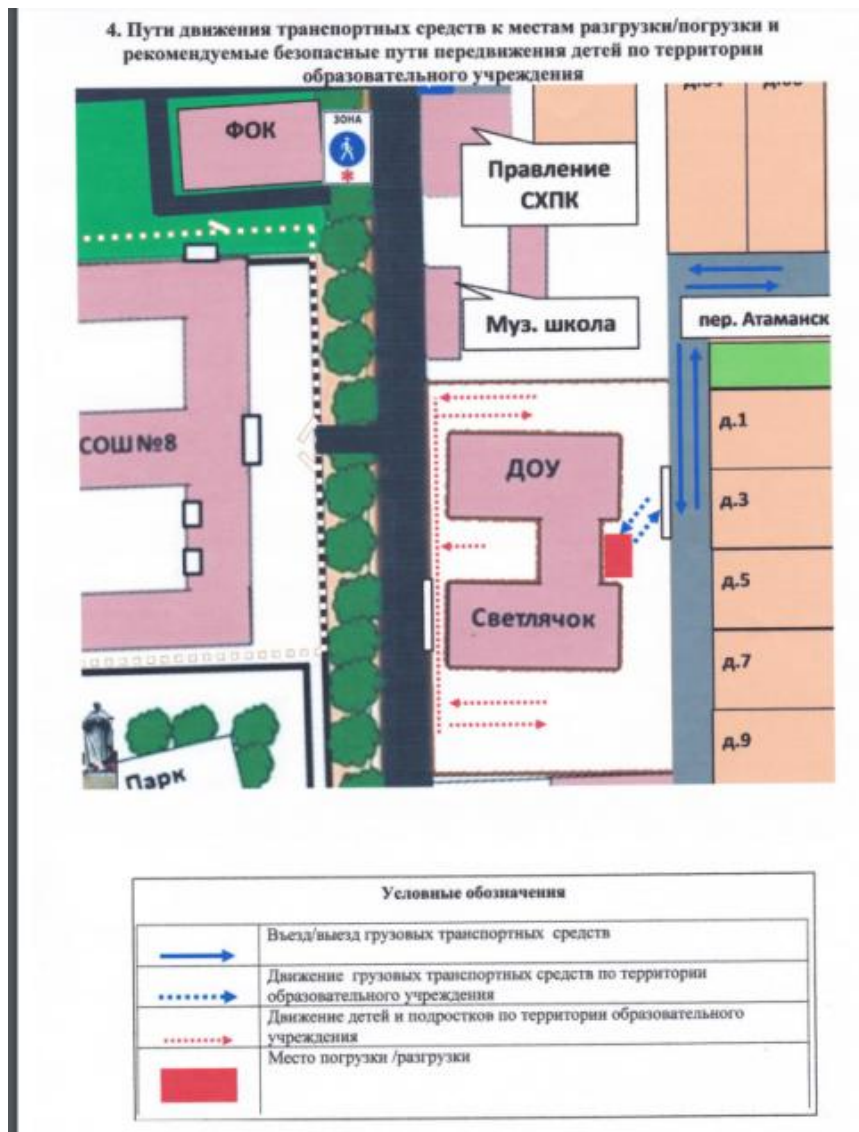 4. Пути движения транспортных средств к местам разгрузки/погрузки и
рекомендуемые безопасные пути передвижения детей по территории
образовательного учреждения
ФОК
ЗОНА
Правление
СХПК
Муз. школа
пер. Атаманск
СОШ№8
ДОУ
Светлячок
д.1
д.3
д.5
д.7
д.9
Парк
Условные обозначения
Въезд/выезд грузовых транспортных средств
Движение грузовых транспортных средств по территории
образовательного учреждения
Движение детей и подростков по территории образовательного
учреждения
Место погрузки /разгрузки